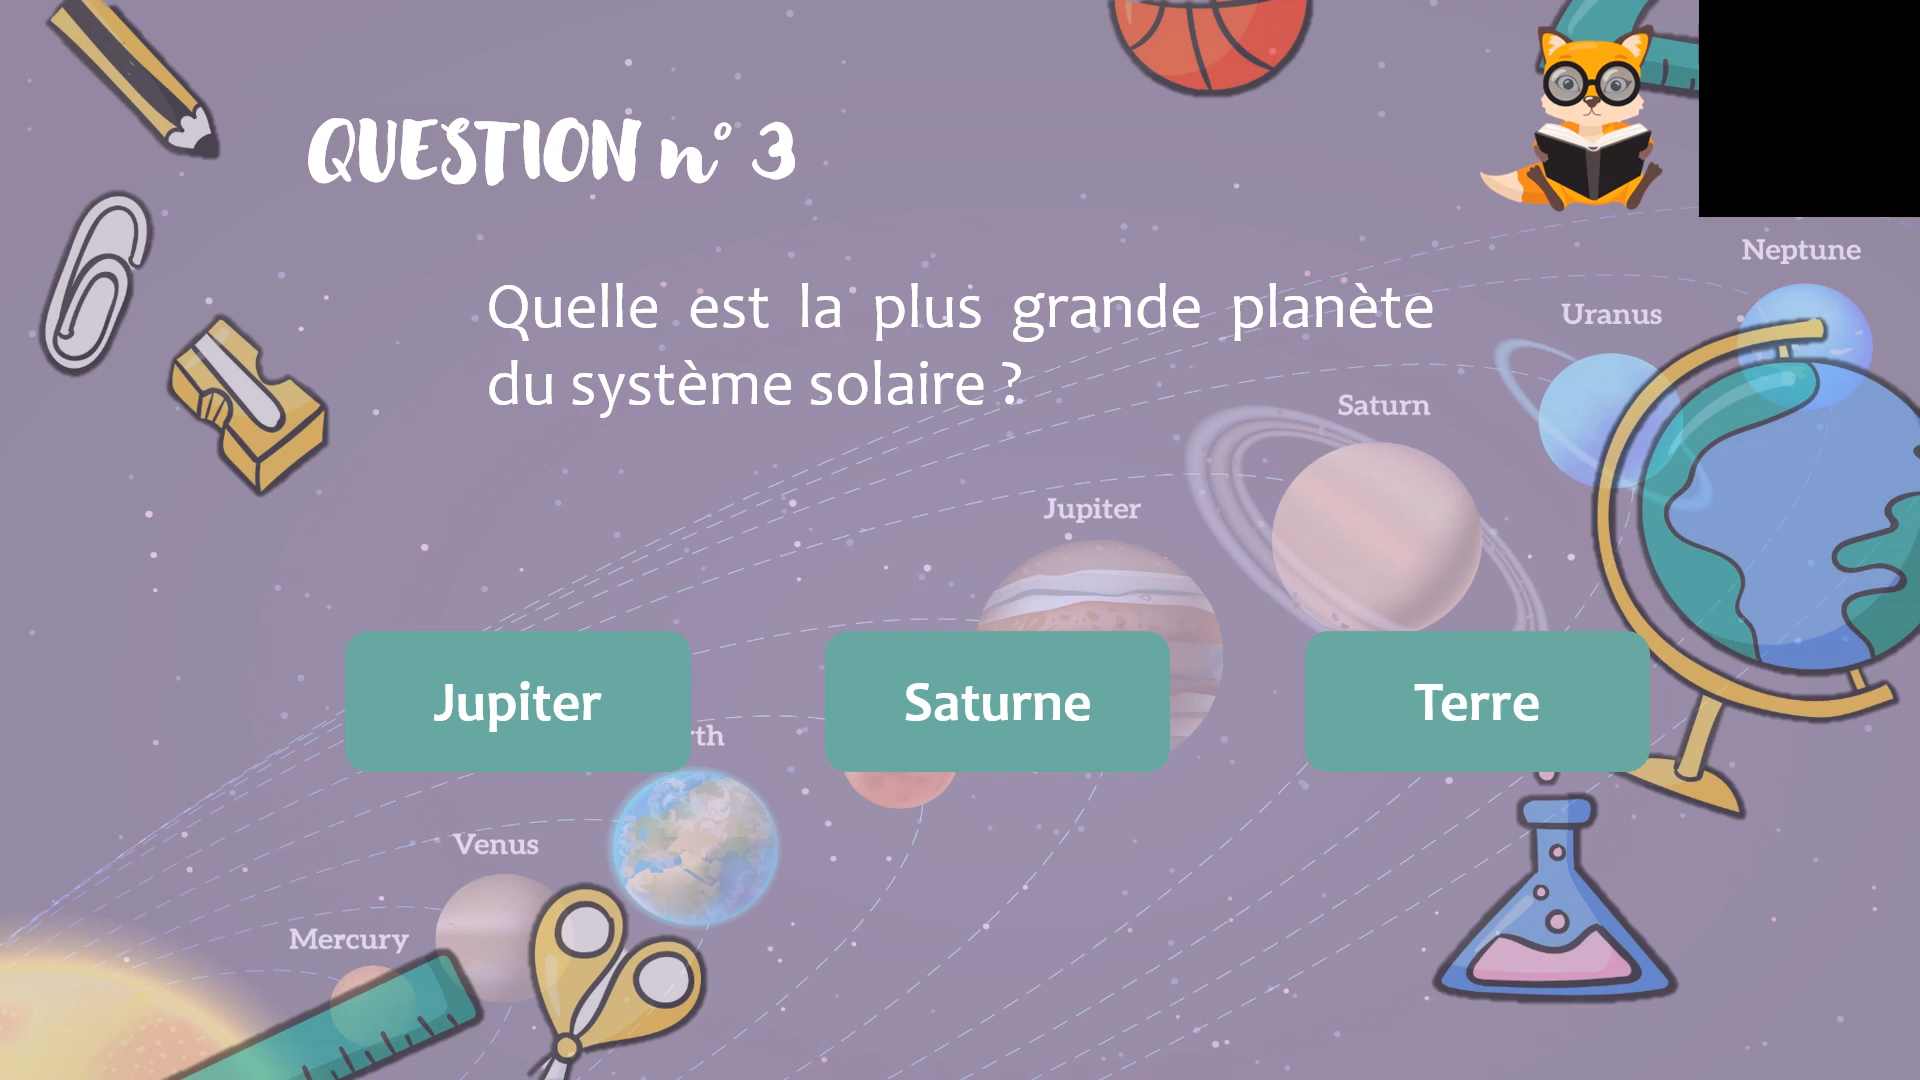 QUESTION n° 3
Neptune
Quelle est la plus grande planète
Uranus
du système solaire ?
Saturn
Jupiter
Jupiter
Saturne
Terre
rth
Venus
Mercury